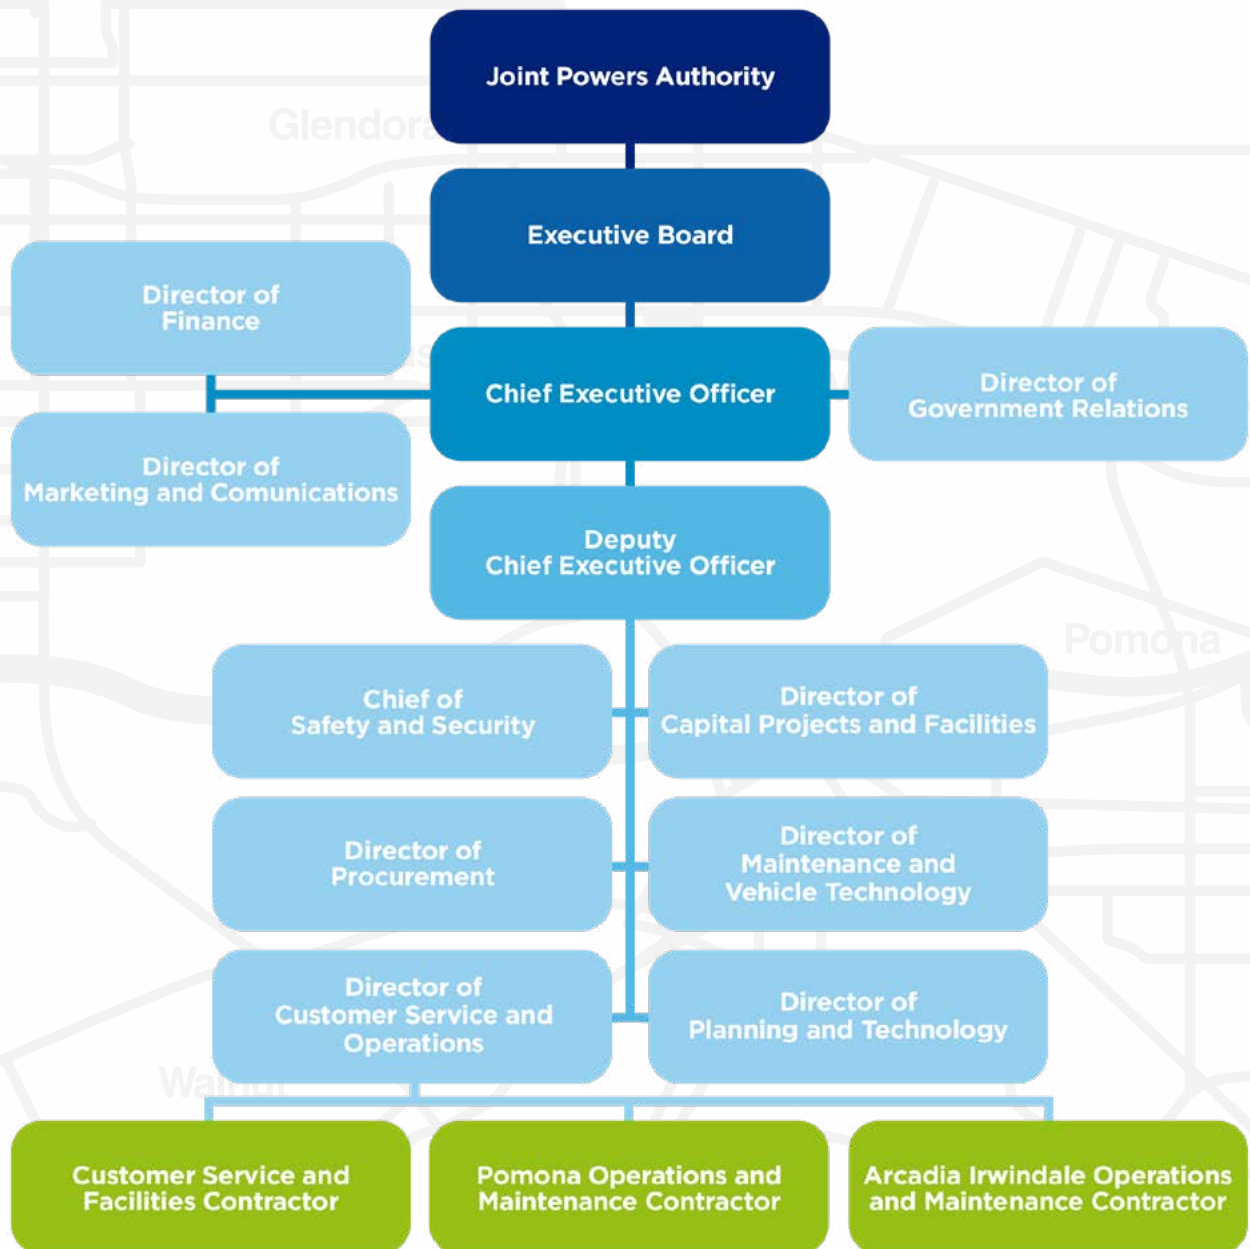 Joint Powers Authority
Glendora
Executive Board
Director of
Finance
Chief Executive Officer
Director of
Government Relations
Director of
Marketing and Comunications
Deputy
Chief Executive Officer
Pomona
Chief of
Safety and Security
Director of
Capital Projects and Facilities
Director of
Procurement
Director of
Maintenance and
Vehicle Technology
Director of
Customer Service and
Operations
Director of
Planning and Technology
Walnut
Customer Service and
Facilities Contractor
Pomona Operations and
Maintenance Contractor
Arcadia Irwindale Operations
and Maintenance Contractor